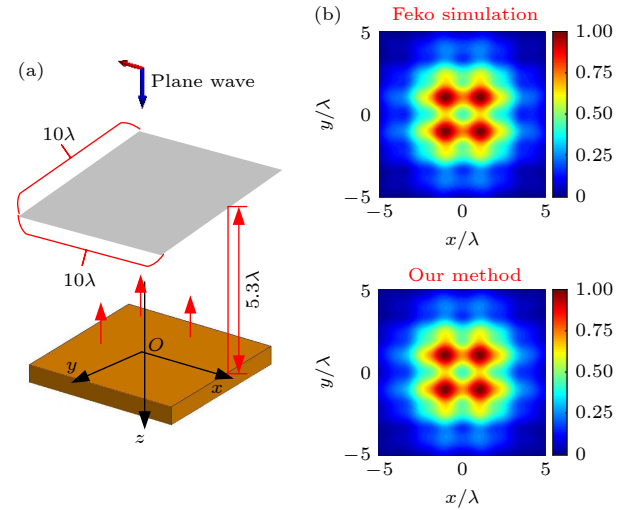 (a)
Plane wave
10λ
10λ
5.3λ
O
y
x
z
(b)
Feko simulation
5
0
−5
y/λ
−5
0
5
x/λ
1.00
0.75
0.50
0.25
0
Our method
5
0
−5
y/λ
−5
0
5
x/λ
1.00
0.75
0.50
0.25
0